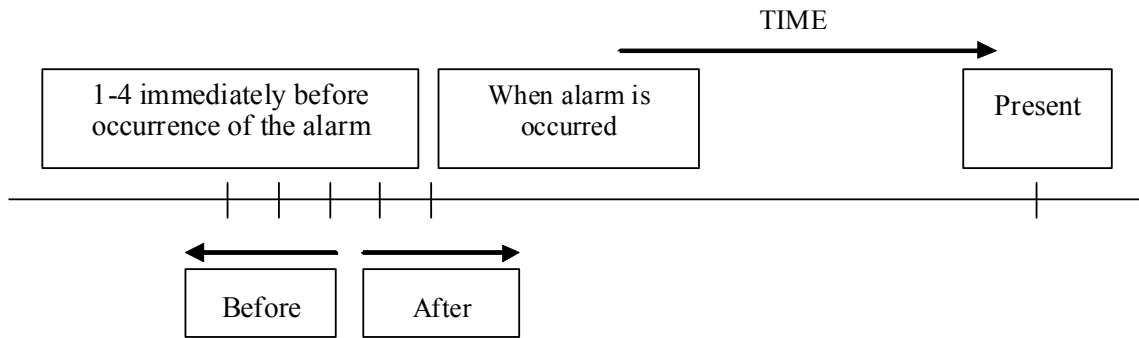 TIME
1-4 immediately before
occurrence of the alarm
When alarm is
occurred
Present
Before
After